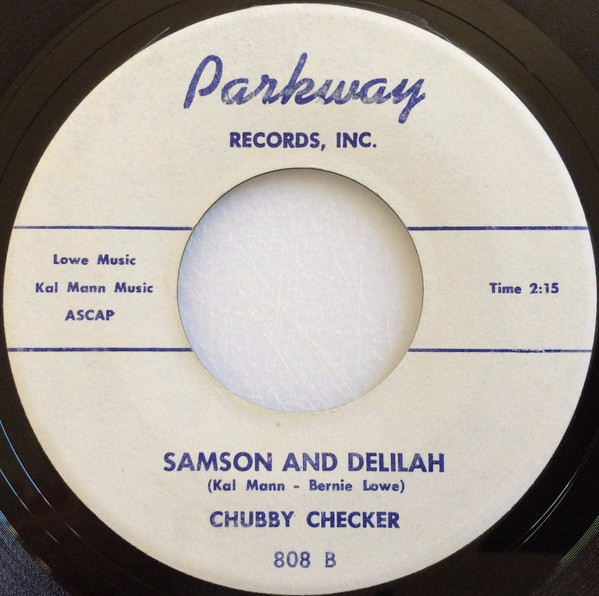 Parkway
RECORDS, INC.
Lowe Music
Kal Mann Music
ASCAP
Time 2:15
SAMSON AND DELILAH
(Kal Mann - Bernie Lowe)
CHUBBY CHECKER
808 B